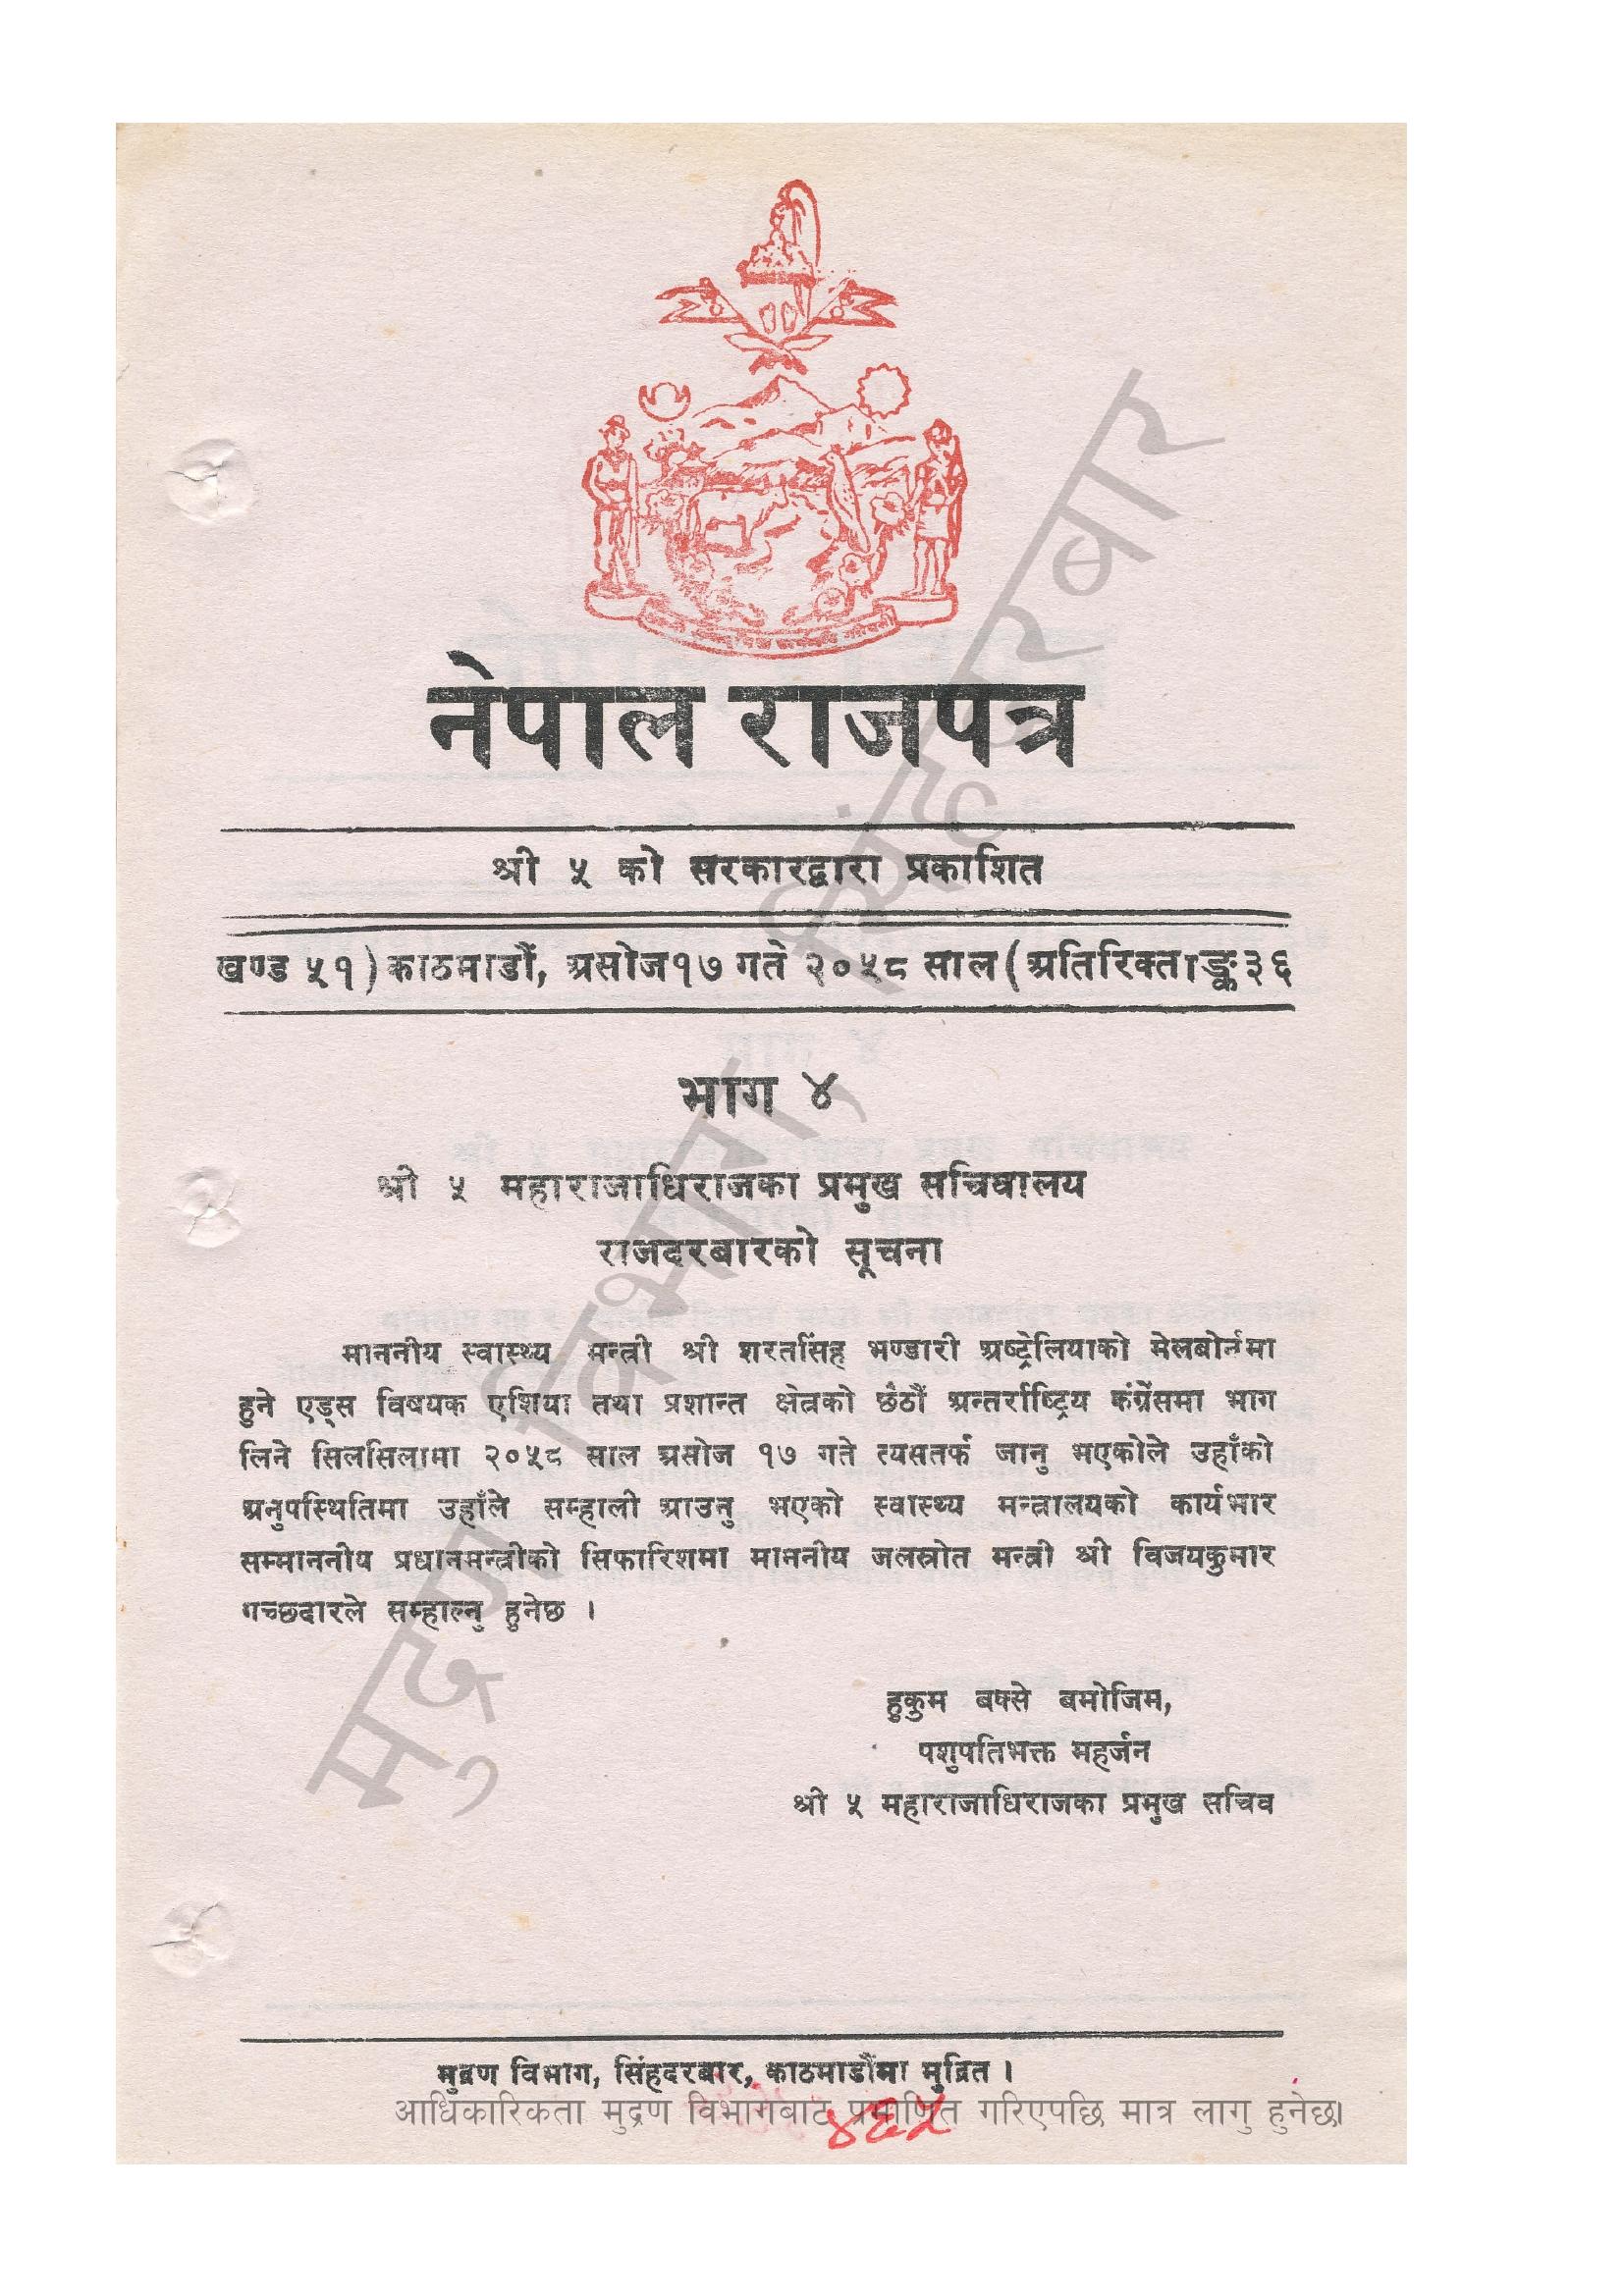 नेपाल राजपत्र
श्री ५ को सरकारद्वारा प्रकाशित
खण्ड ५१) काठमाडौं, असोज १७ गते २०५८ साल (अतिरिक्ताङ्क ३६
भाग ४
श्री ५ महाराजाधिराजका प्रमुख सचिवालय
राजदरबारको सूचना
माननीय स्वास्थ्य मन्त्री श्री शरतसिंह भण्डारी अष्ट्रेलियाको मेलबोर्नमा
हुने एड्स विषयक एशिया तथा प्रशान्त क्षेत्रको छैठौं अन्तर्राष्ट्रिय कंग्रेसमा भाग
लिने सिलसिलामा २०५८ साल असोज १७ गते त्यसतर्फ जानु भएकोले उहाँको
अनुपस्थितिमा उहाँले सम्हाली आउनु भएको स्वास्थ्य मन्त्रालयको कार्यभार
सम्माननीय प्रधानमन्त्रीको सिफारिशमा माननीय जलस्रोत मन्त्री श्री विजयकुमार
गच्छदारले सम्हाल्नु हुनेछ ।
हुकुम बक्से बमोजिम,
पशुपतिभक्त महर्जन
श्री ५ महाराजाधिराजका प्रमुख सचिव
मुद्रण विभाग, सिंहदरबार, काठमाडौंमा मुद्रित ।
आधिकारिकता मुद्रण विभागबाट प्रमाणित गरिएपछि मात्र लागु हुनेछ।
४६५
मुद्रण विभाग, सिंहदरबार